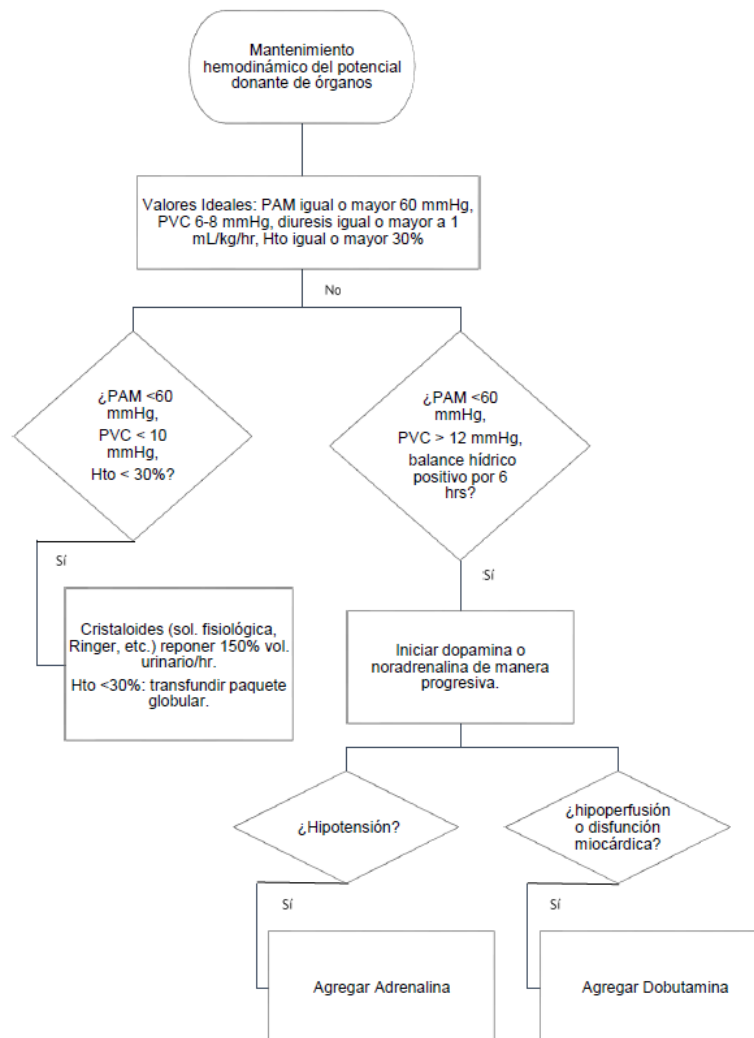 Mantenimiento
hemodinámico del potencial
donante de órganos
Valores Ideales: PAM igual o mayor 60 mmHg,
PVC 6-8 mmHg, diuresis igual o mayor a 1
mL/kg/hr, Hto igual o mayor 30%
No
¿PAM <60
mmHg,
PVC < 10
mmHg,
Hto < 30%?
¿PAM <60
mmHg,
PVC > 12 mmHg,
balance hídrico
positivo por 6
hrs?
Sí
Sí
Cristaloides (sol. fisiológica,
Ringer, etc.) reponer 150% vol.
urinario/hr.
Hto <30%: transfundir paquete
globular.
Iniciar dopamina o
noradrenalina de manera
progresiva.
¿Hipotensión?
¿hipoperfusión
o disfunción
miocárdica?
Sí
Sí
Agregar Adrenalina
Agregar Dobutamina